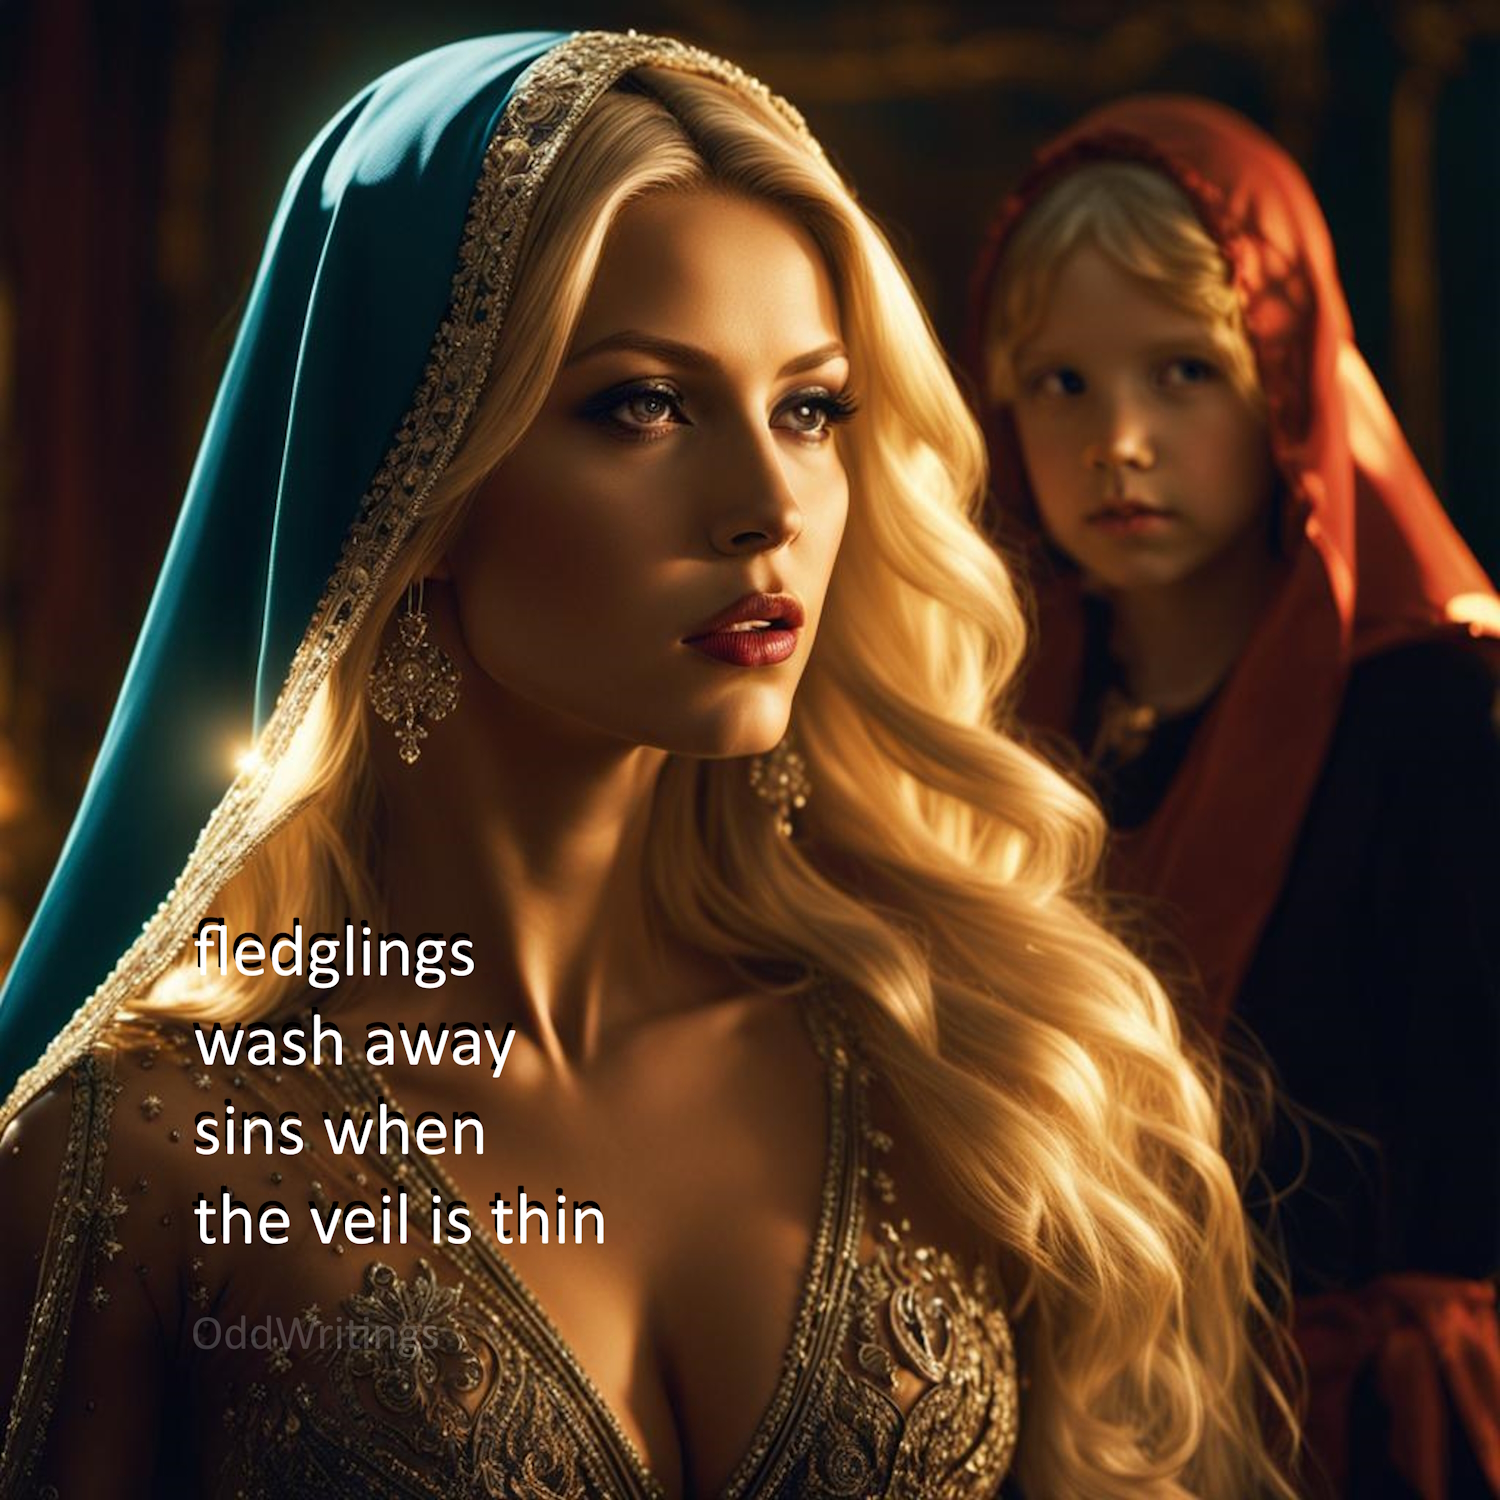 fledglings
wash away
sins when
the veil is thin
OddWritings